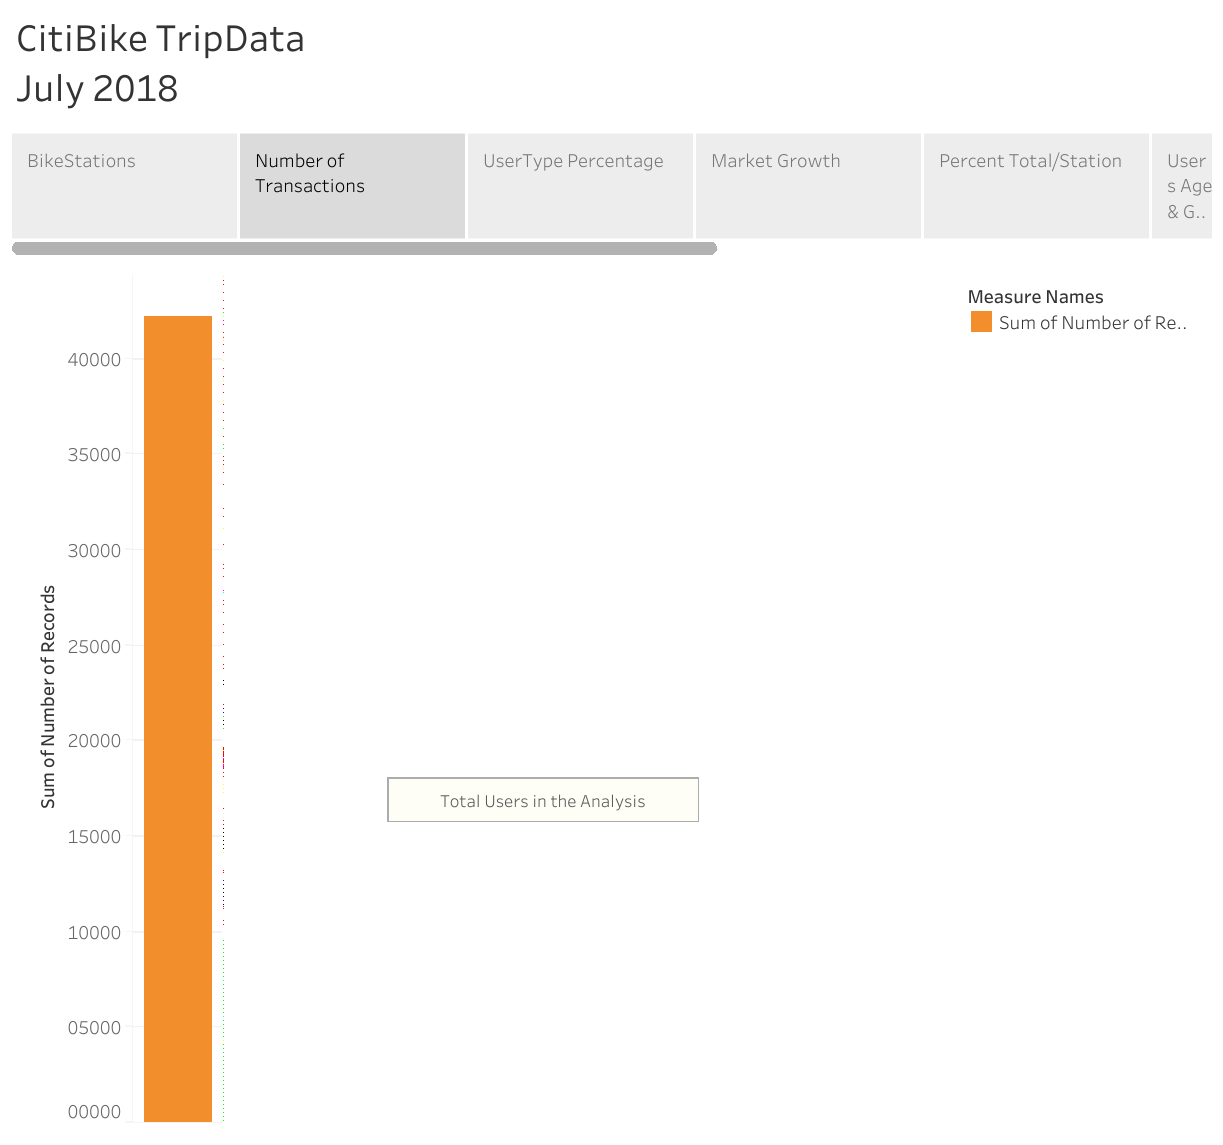 CitiBike TripData
July 2018
BikeStations
Number of
Transactions
UserType Percentage
Market Growth
Percent Total/Station
User
s Age
& G..
Measure Names
Sum of Number of Re..
Sum of Number of Records
40000
35000
30000
25000
20000
15000
10000
05000
00000
Total Users in the Analysis